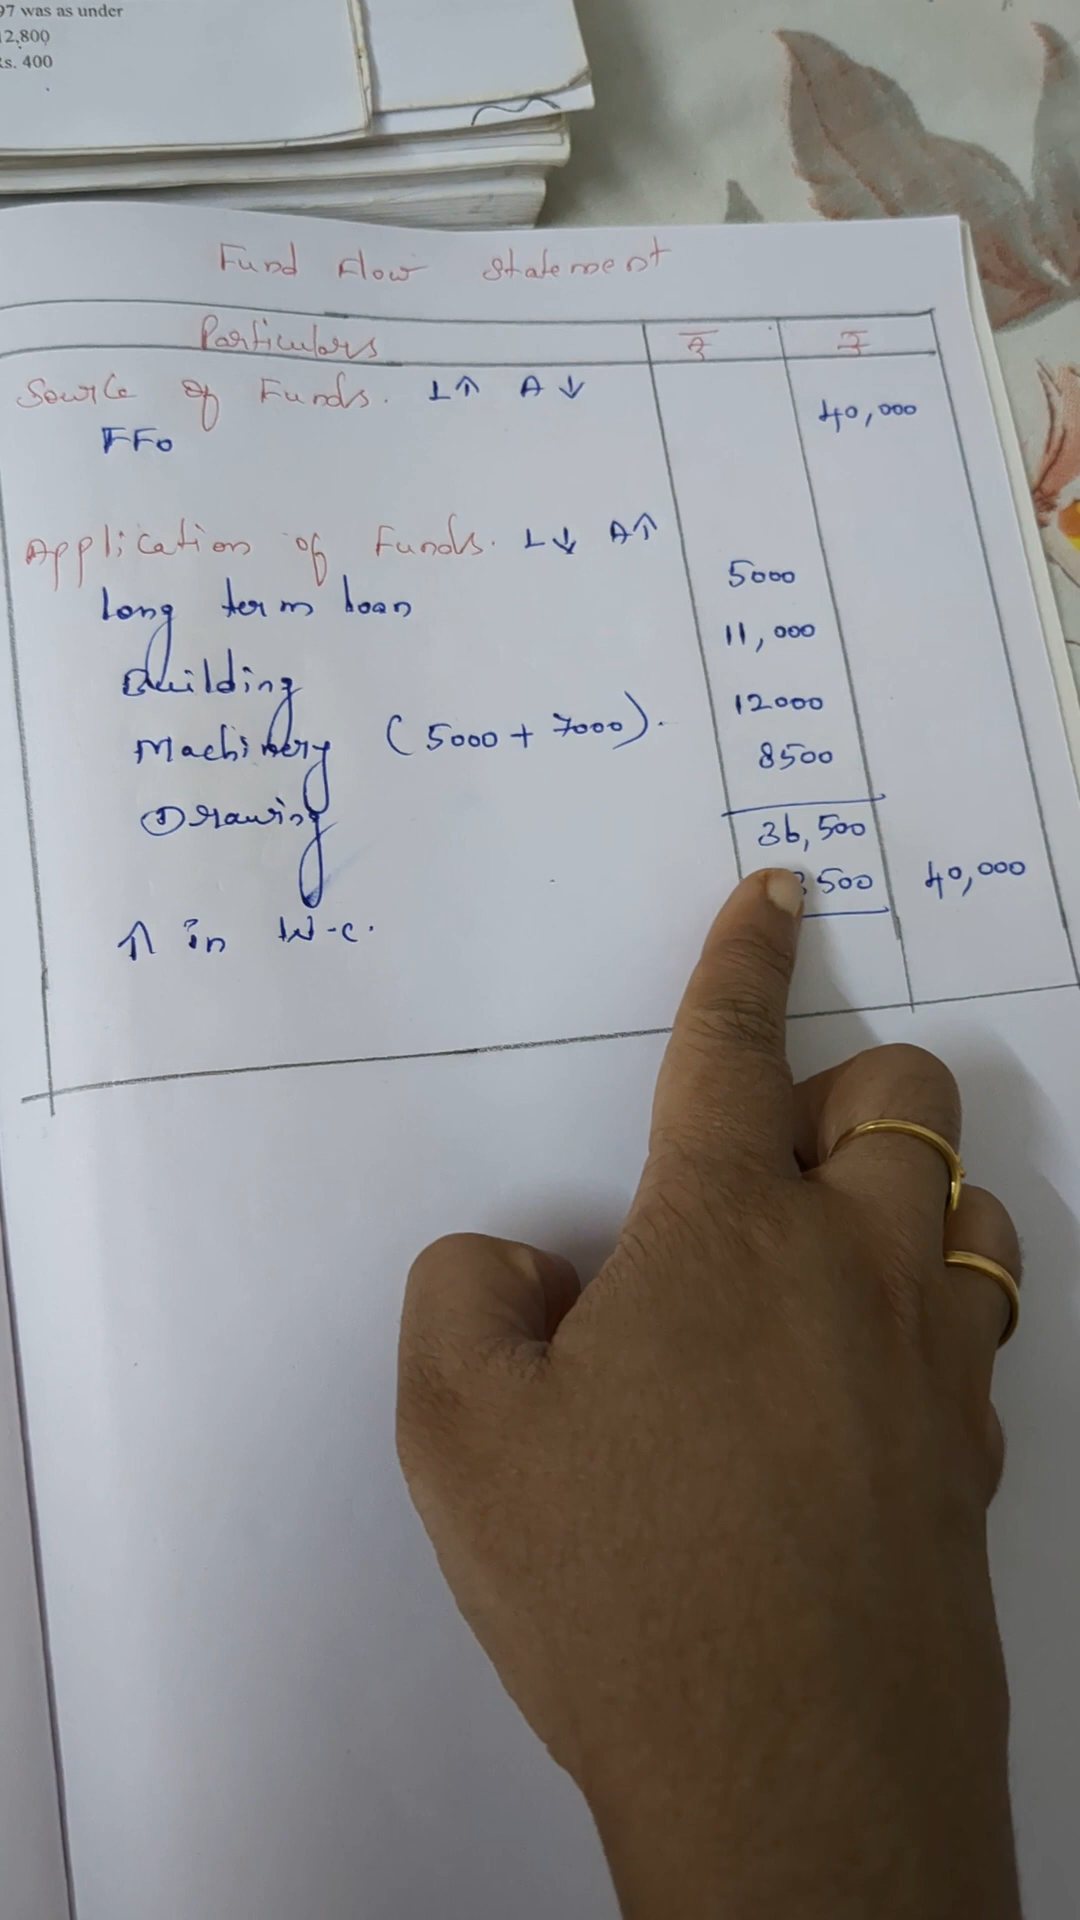 97 was as under
12,800
Rs. 400
Fund Flow Statement
Particulars ₹ ₹
Source of Funds. L↑ A↓
FFO 40,000
Application of Funds. L↓ A↑
Long term loan 5000
Building 11,000
Machinery (5000 + 7000). 12000
Drawing 8500
36,500
↑ in W.C. 500 40,000